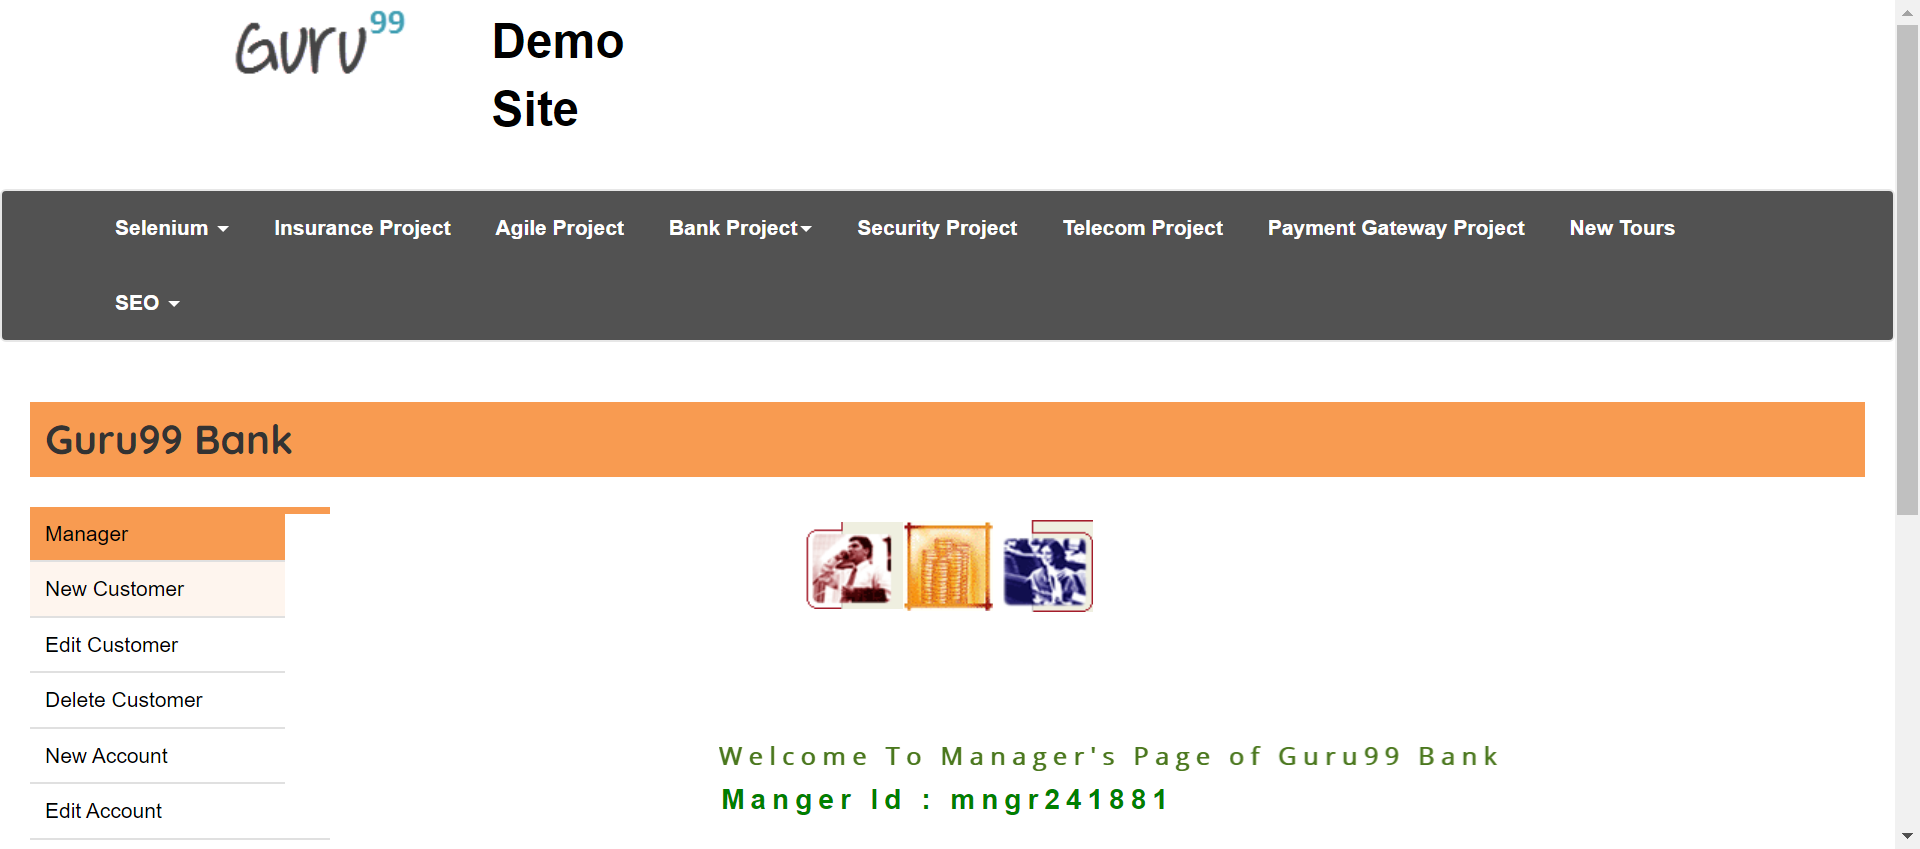 Guru99
Demo
Site
Selenium
Insurance Project
Agile Project
Bank Project
Security Project
Telecom Project
Payment Gateway Project
New Tours
SEO
Guru99 Bank
Manager
New Customer
Edit Customer
Delete Customer
New Account
Edit Account
Welcome To Manager's Page of Guru99 Bank
Manger Id : mngr241881